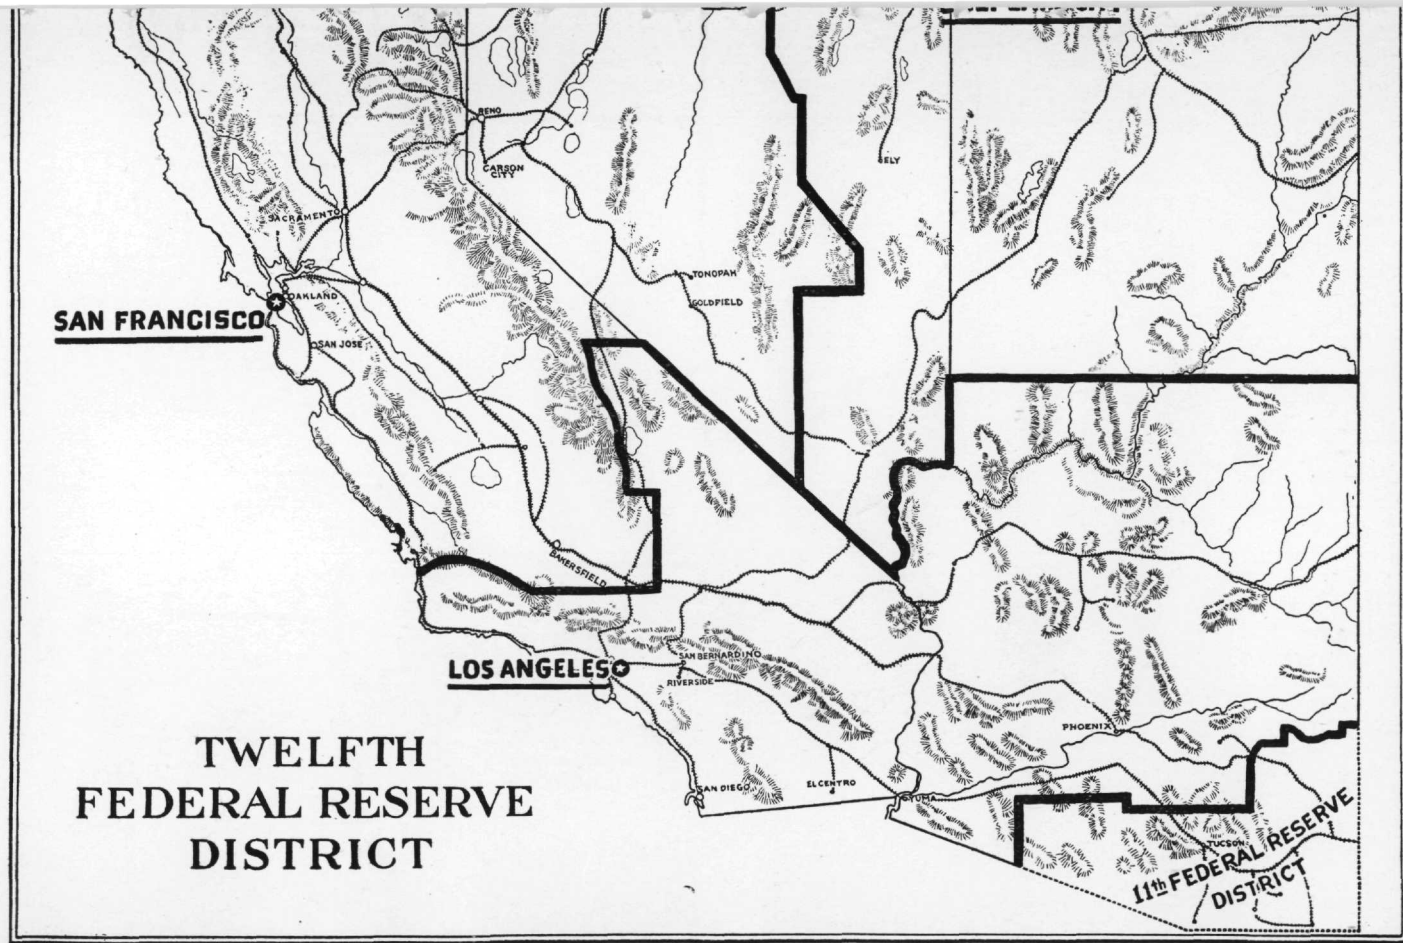 RENO
CARSON
CITY
ELY
SACRAMENTO
TONOPAH
OAKLAND
GOLDFIELD
SAN FRANCISCO
SAN JOSE
BAKERSFIELD
LOS ANGELES
SAN BERNARDINO
RIVERSIDE
PHOENIX
TWELFTH
FEDERAL RESERVE
DISTRICT
SAN DIEGO
EL CENTRO
YUMA
TUCSON
11th FEDERAL RESERVE
DISTRICT